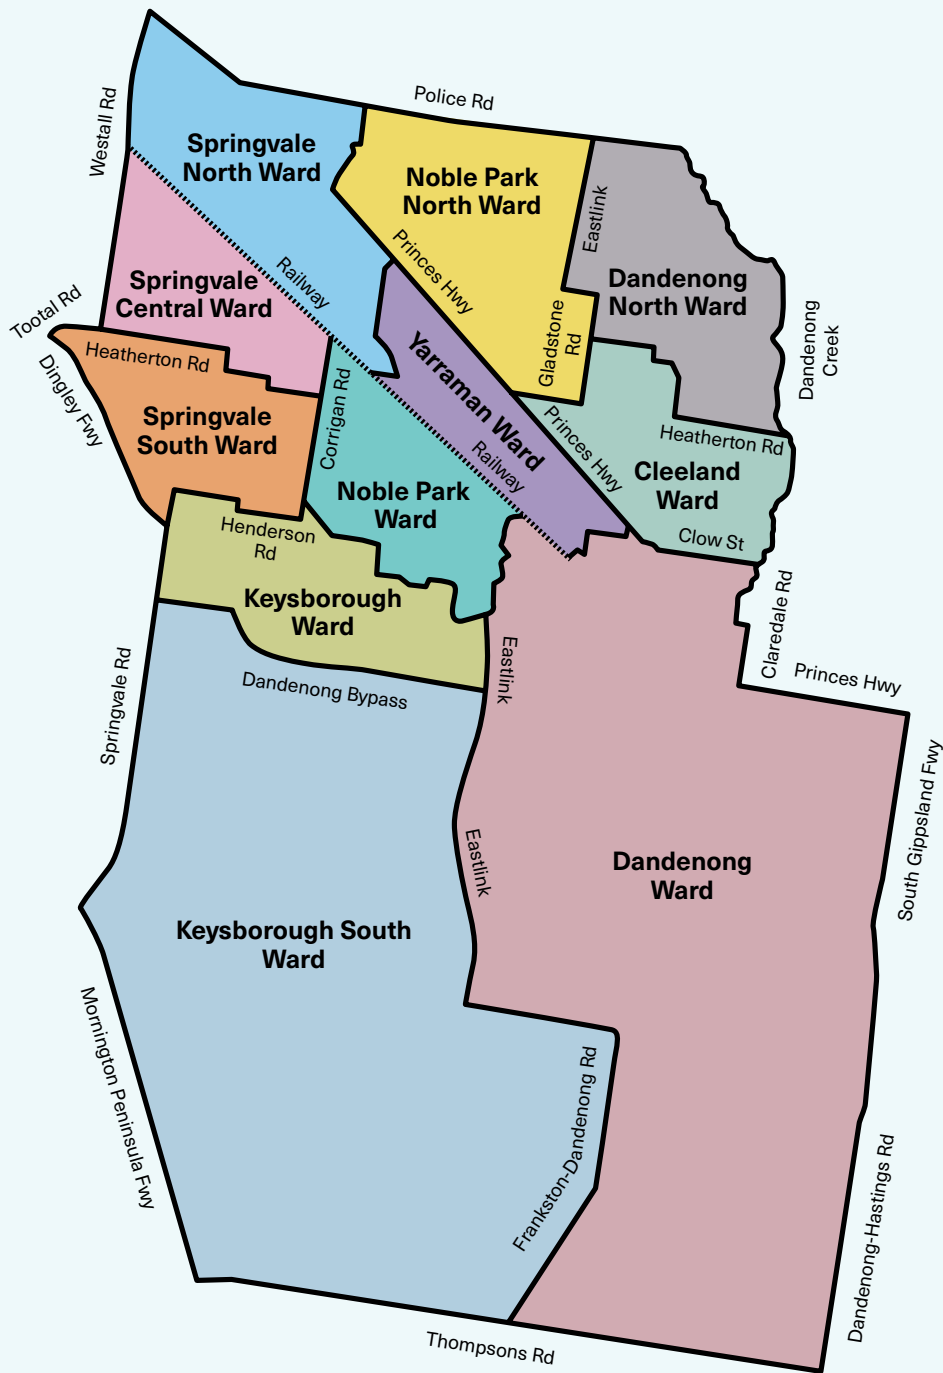 Police Rd
Westall Rd
Springvale
North Ward
Noble Park
North Ward
Eastlink
Princes Hwy
Railway
Dandenong
North Ward
Springvale
Central Ward
Tootal Rd
Gladstone
Rd
Dandenong
Creek
Heatherton Rd
Dingley Fwy
Yarraman Ward
Springvale
South Ward
Corrigan Rd
Princes Hwy
Railway
Heatherton Rd
Cleeland
Ward
Noble Park
Ward
Henderson
Rd
Clow St
Keysborough
Ward
Claredale Rd
Princes Hwy
Eastlink
Springvale Rd
Dandenong Bypass
South Gippsland Fwy
Eastlink
Dandenong
Ward
Keysborough South
Ward
Mornington Peninsula Fwy
Frankston-Dandenong Rd
Dandenong-Hastings Rd
Thompsons Rd